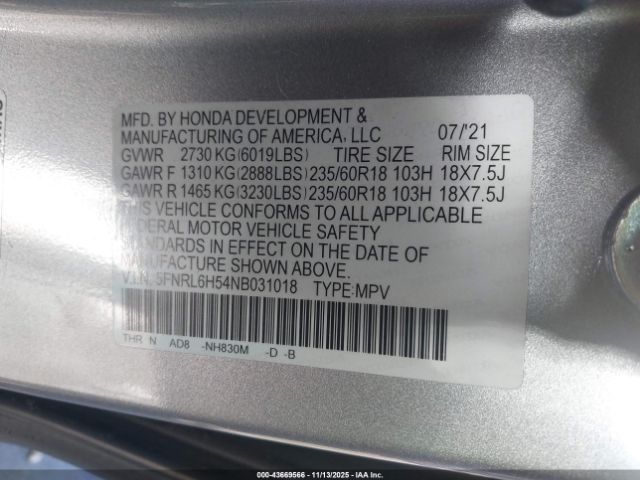 MFD. BY HONDA DEVELOPMENT &
MANUFACTURING OF AMERICA, LLC 07/'21
GVWR 2730 KG(6019LBS) TIRE SIZE RIM SIZE
GAWR F 1310 KG(2888LBS)235/60R18 103H 18X7.5J
GAWR R 1465 KG(3230LBS)235/60R18 103H 18X7.5J
THIS VEHICLE CONFORMS TO ALL APPLICABLE
FEDERAL MOTOR VEHICLE SAFETY
STANDARDS IN EFFECT ON THE DATE OF
MANUFACTURE SHOWN ABOVE.
V.I.N. 5FNRL6H54NB031018 TYPE:MPV
THR N AD8 -NH830M -D -B
000-43669566 - 11/13/2025 - IAAI.COM